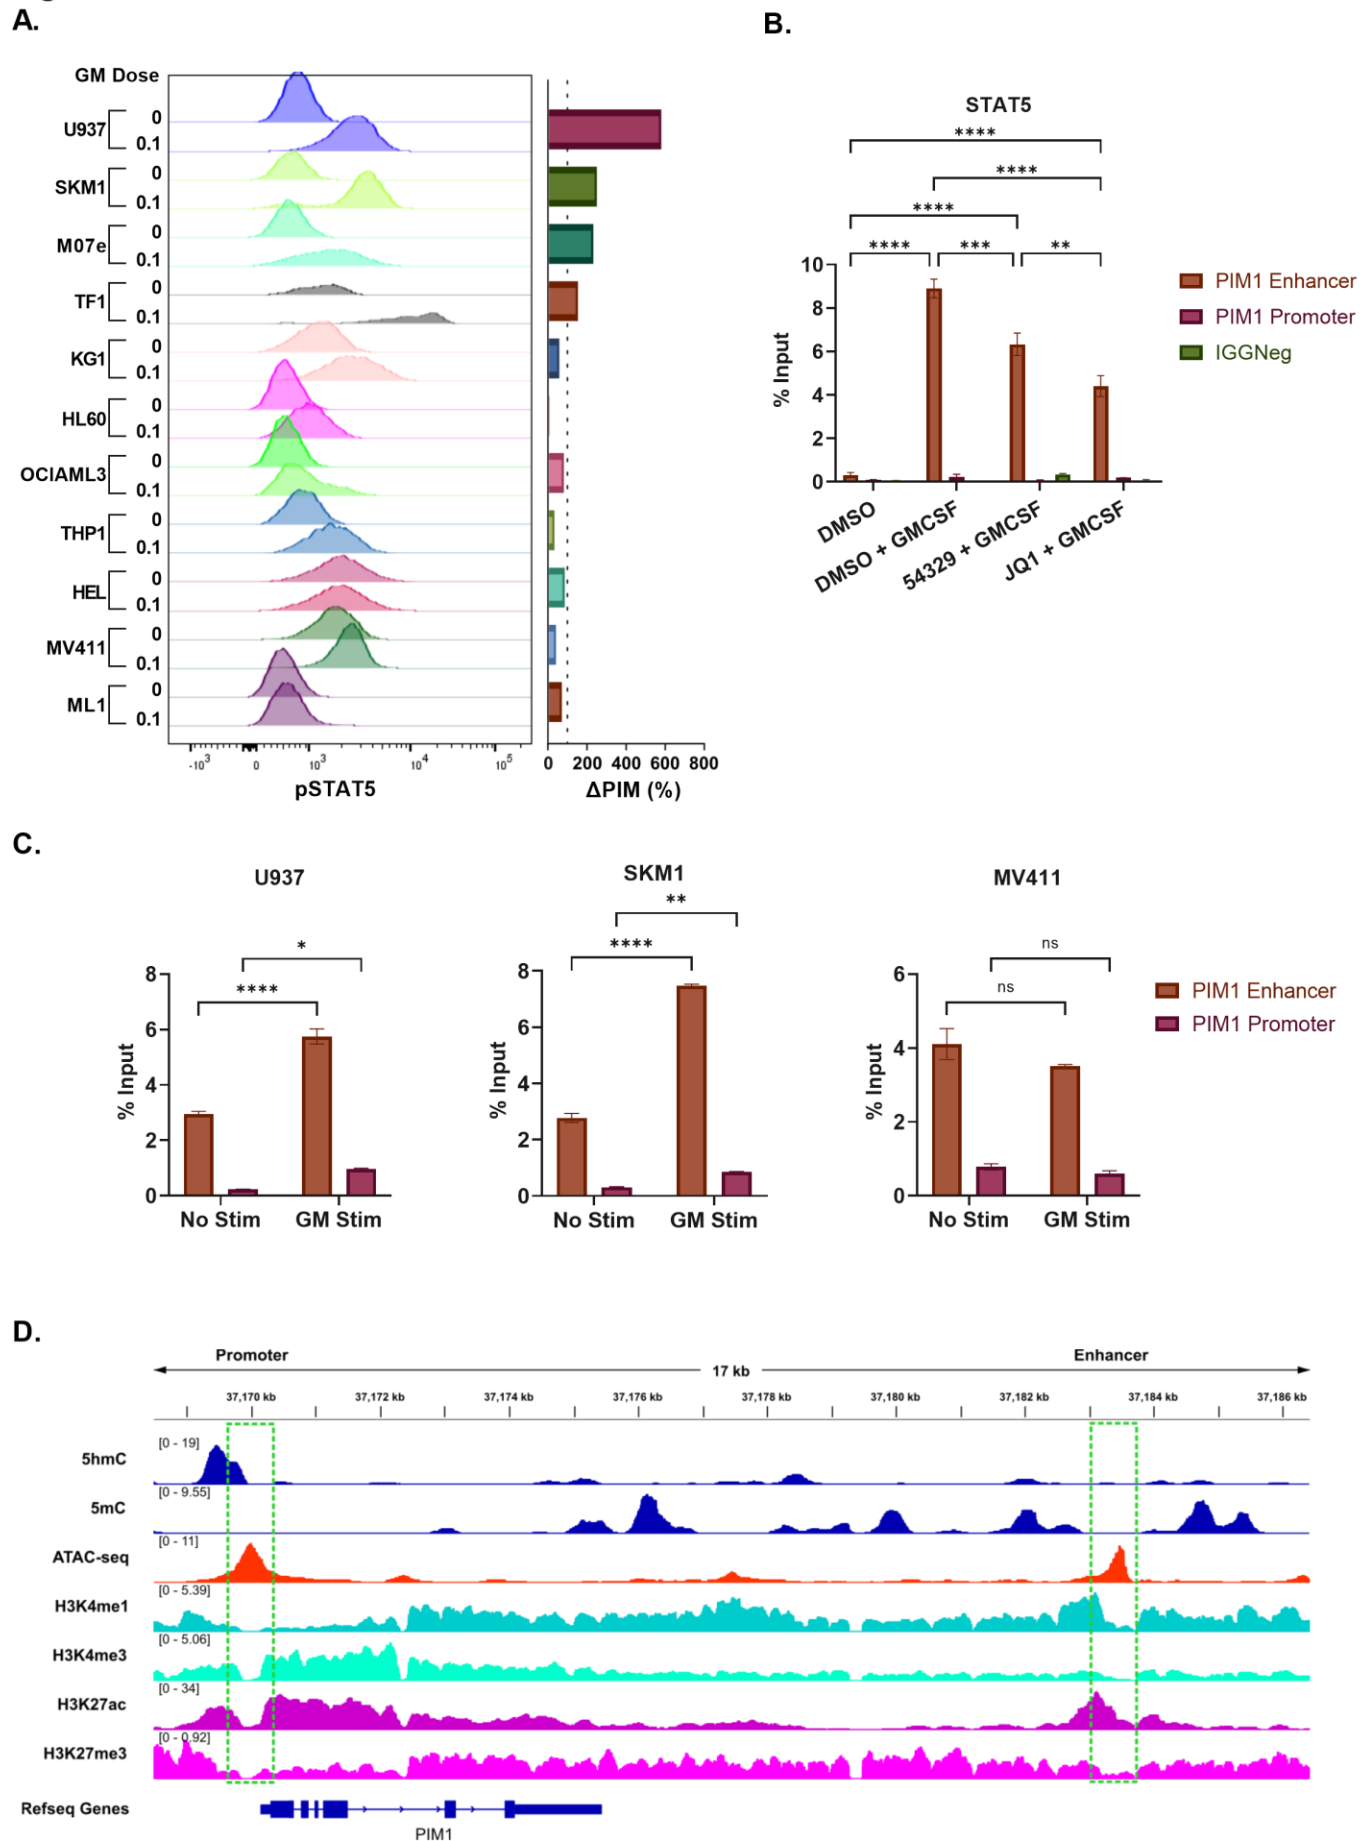 A.
GM Dose
U937
0
0.1
SKM1
0
0.1
M07e
0
0.1
TF1
0
0.1
KG1
0
0.1
HL60
0
0.1
OCIAML3
0
0.1
THP1
0
0.1
HEL
0
0.1
MV411
0
0.1
ML1
0
0.1
-10³ 0 10³ 10⁴ 10⁵
pSTAT5
0 200 400 600 800
ΔPIM (%)
B.
STAT5
****
****
****
**** *** **
10
8
6
4
2
0
% Input
DMSO
DMSO + GMCSF
54329 + GMCSF
JQ1 + GMCSF
PIM1 Enhancer
PIM1 Promoter
IGGNeg
C.
U937
*
****
8
6
4
2
0
% Input
No Stim GM Stim
SKM1
**
****
8
6
4
2
0
% Input
No Stim GM Stim
MV411
ns
ns
6
4
2
0
% Input
No Stim GM Stim
PIM1 Enhancer
PIM1 Promoter
D.
Promoter Enhancer
17 kb
37,170 kb 37,172 kb 37,174 kb 37,176 kb 37,178 kb 37,180 kb 37,182 kb 37,184 kb 37,186 kb
5hmC [0 - 19]
5mC [0 - 9.55]
ATAC-seq [0 - 11]
H3K4me1 [0 - 5.39]
H3K4me3 [0 - 5.06]
H3K27ac [0 - 34]
H3K27me3 [0 - 0.92]
Refseq Genes
PIM1